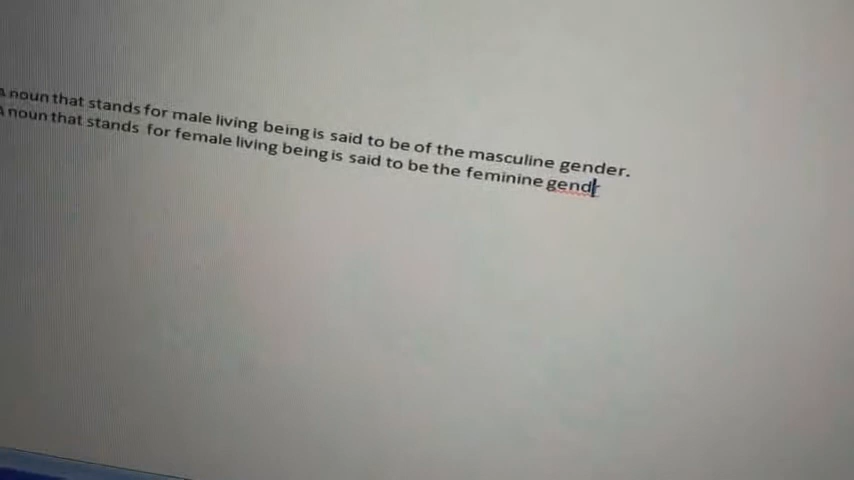 A noun that stands for male living being is said to be of the masculine gender.
A noun that stands for female living being is said to be the feminine gend